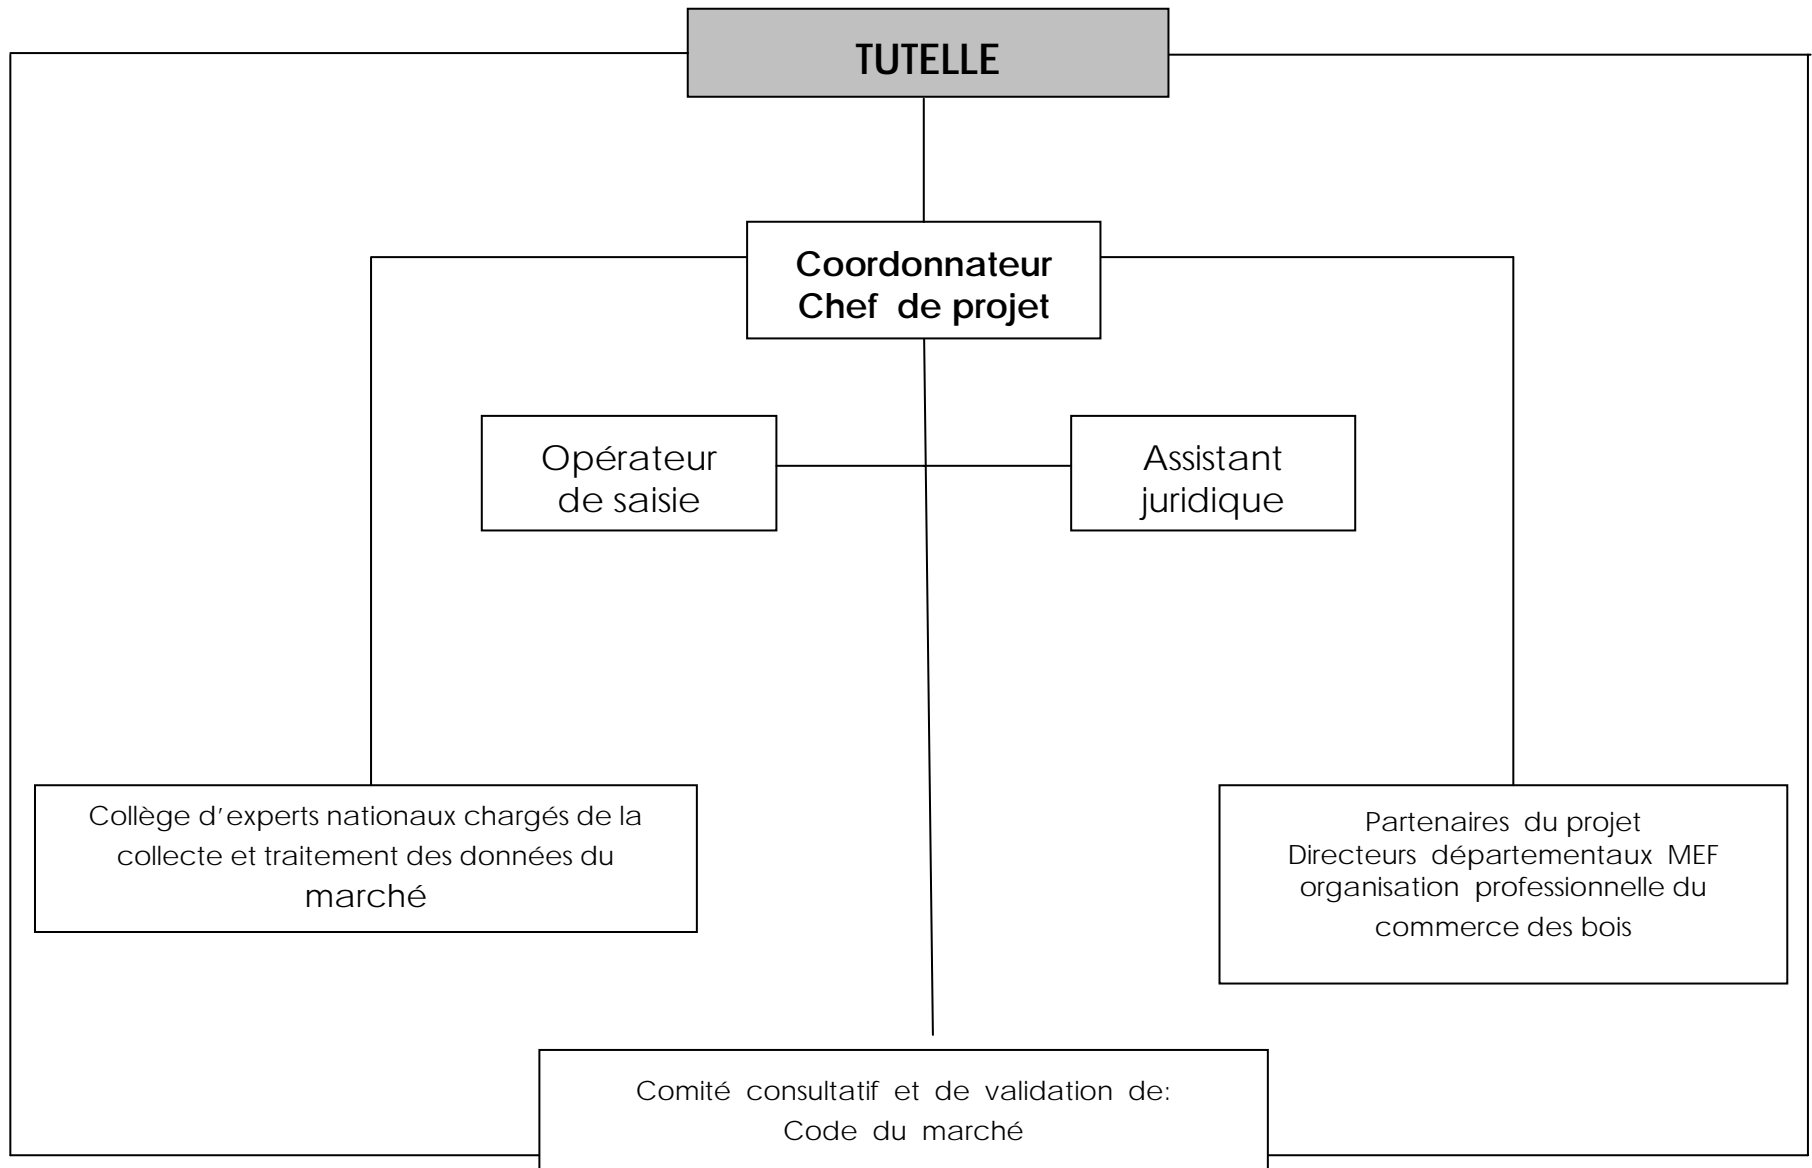 TUTELLE
Coordonnateur
Chef de projet
Opérateur
de saisie
Assistant
juridique
Collège d’experts nationaux chargés de la
collecte et traitement des données du
marché
Partenaires du projet
Directeurs départementaux MEF
organisation professionnelle du
commerce des bois
Comité consultatif et de validation de:
Code du marché